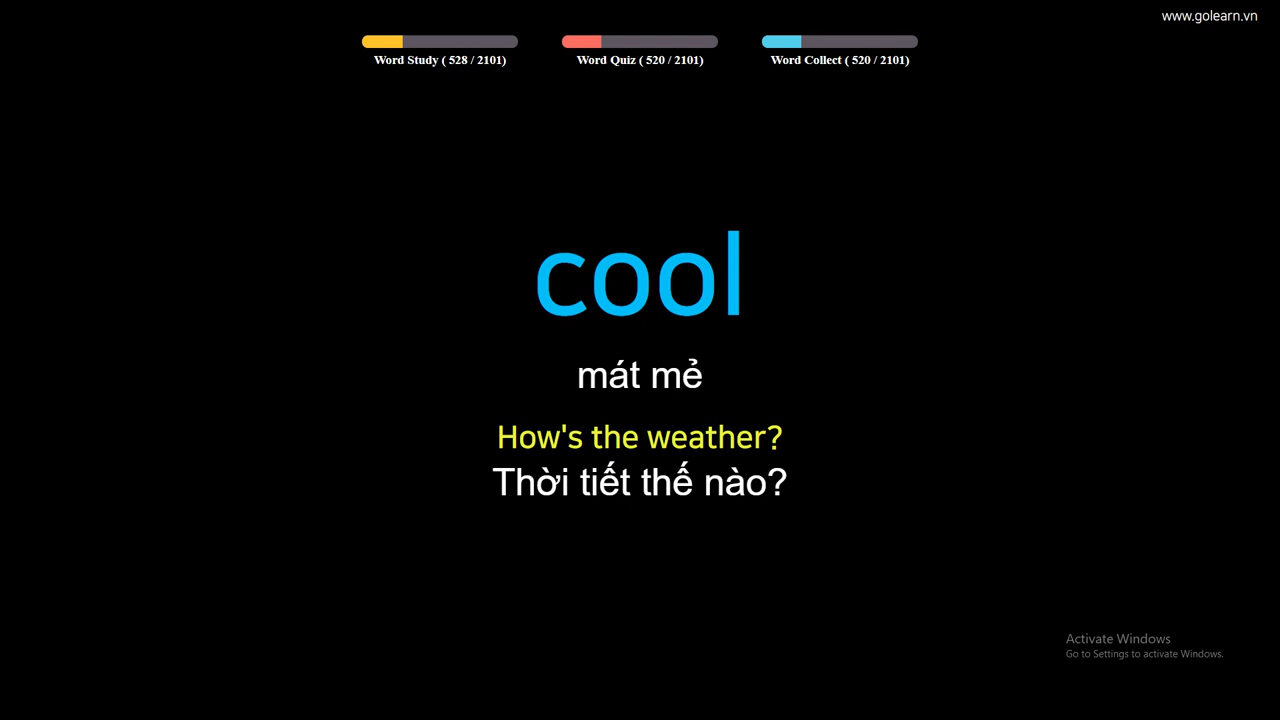 www.golearn.vn
Word Study ( 528 / 2101)
Word Quiz ( 520 / 2101)
Word Collect ( 520 / 2101)
cool
mát mẻ
How's the weather?
Thời tiết thế nào?
Activate Windows
Go to Settings to activate Windows.